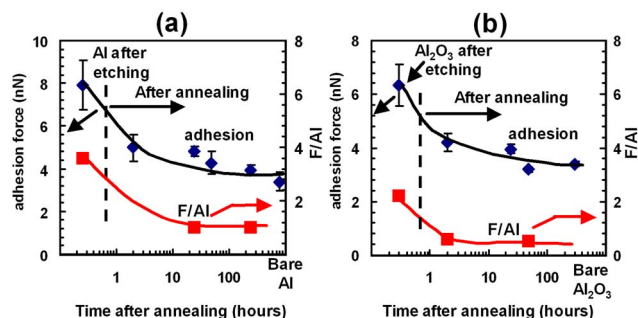 (a)
10
8
6
4
2
0
adhesion force (nN)
Al after
etching
After annealing
adhesion
F/Al
8
6
4
2
0
F/Al
1
10
100
Bare
Al
Time after annealing (hours)
(b)
8
6
4
2
0
adhesion force (nN)
Al₂O₃ after
etching
After annealing
adhesion
F/Al
8
6
4
2
0
F/Al
1
10
100
Bare
Al₂O₃
Time after annealing (hours)